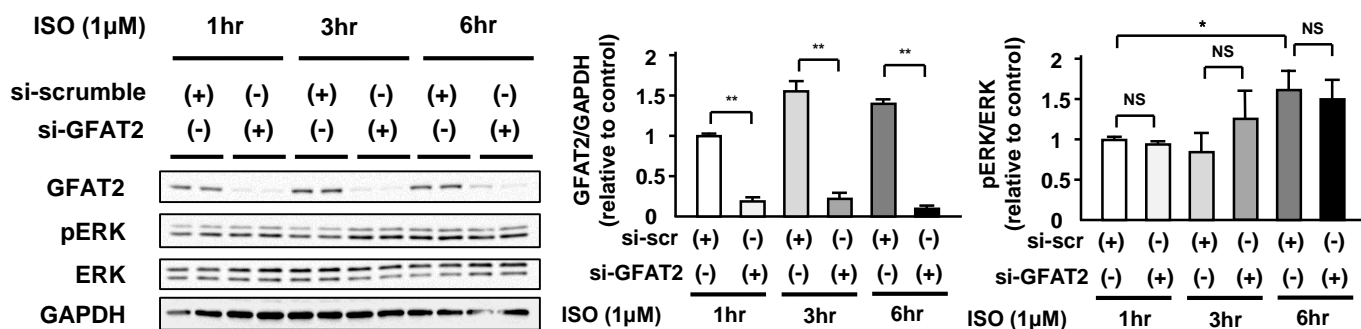 ISO (1µM) 1hr 3hr 6hr
si-scrumble (+) (-) (+) (-) (+) (-)
si-GFAT2 (-) (+) (-) (+) (-) (+)
GFAT2
pERK
ERK
GAPDH
GFAT2/GAPDH
(relative to control)
2
1.5
1
0.5
0
** ** **
si-scr (+) (-) (+) (-) (+) (-)
si-GFAT2 (-) (+) (-) (+) (-) (+)
ISO (1µM) 1hr 3hr 6hr
pERK/ERK
(relative to control)
2
1.5
1
0.5
0
NS NS * NS
si-scr (+) (-) (+) (-) (+) (-)
si-GFAT2 (-) (+) (-) (+) (-) (+)
ISO (1µM) 1hr 3hr 6hr